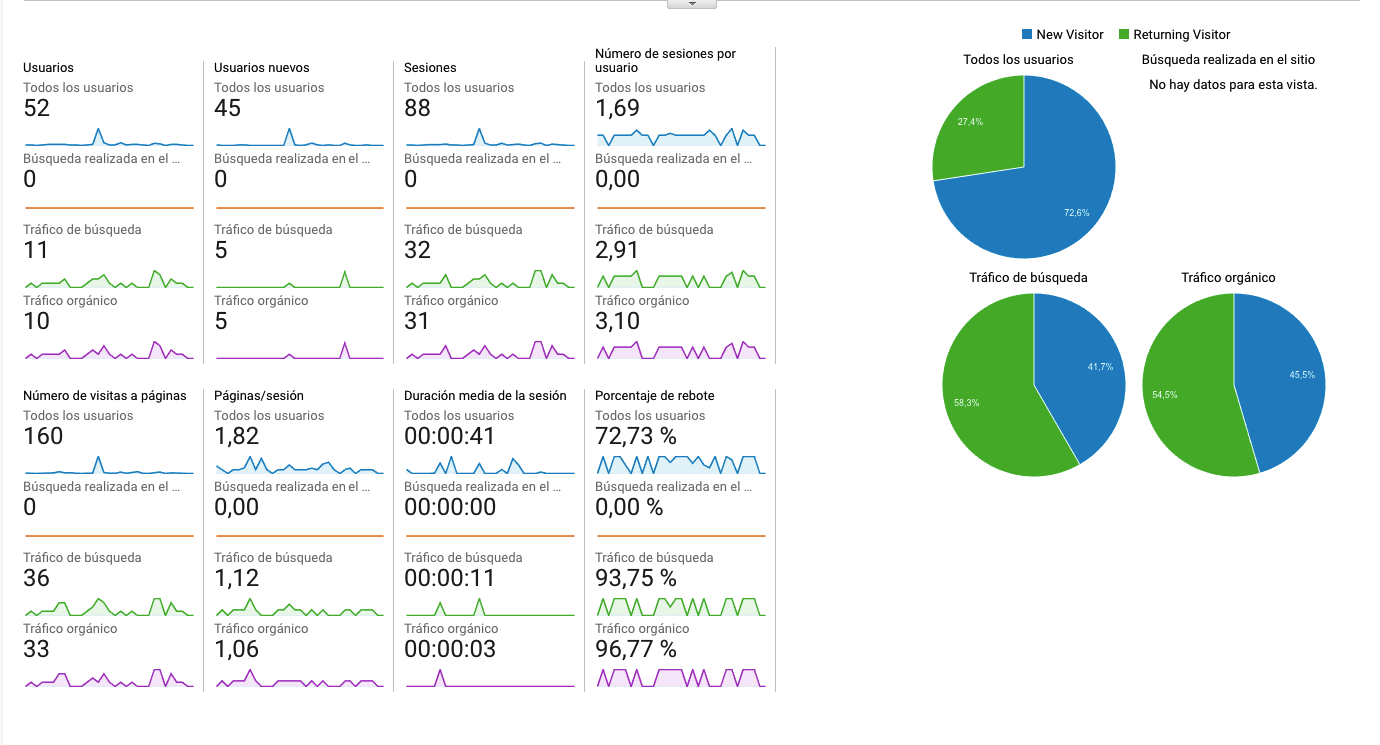 Usuarios
Todos los usuarios
52
Búsqueda realizada en el ...
0
Tráfico de búsqueda
11
Tráfico orgánico
10
Usuarios nuevos
Todos los usuarios
45
Búsqueda realizada en el ...
0
Tráfico de búsqueda
5
Tráfico orgánico
5
Sesiones
Todos los usuarios
88
Búsqueda realizada en el ...
0
Tráfico de búsqueda
32
Tráfico orgánico
31
Número de sesiones por
usuario
Todos los usuarios
1,69
Búsqueda realizada en el ...
0,00
Tráfico de búsqueda
2,91
Tráfico orgánico
3,10
Número de visitas a páginas
Todos los usuarios
160
Búsqueda realizada en el ...
0
Tráfico de búsqueda
36
Tráfico orgánico
33
Páginas/sesión
Todos los usuarios
1,82
Búsqueda realizada en el ...
0,00
Tráfico de búsqueda
1,12
Tráfico orgánico
1,06
Duración media de la sesión
Todos los usuarios
00:00:41
Búsqueda realizada en el ...
00:00:00
Tráfico de búsqueda
00:00:11
Tráfico orgánico
00:00:03
Porcentaje de rebote
Todos los usuarios
72,73 %
Búsqueda realizada en el ...
0,00 %
Tráfico de búsqueda
93,75 %
Tráfico orgánico
96,77 %
New Visitor Returning Visitor
Todos los usuarios
27,4%
72,6%
Búsqueda realizada en el sitio
No hay datos para esta vista.
Tráfico de búsqueda
41,7%
58,3%
Tráfico orgánico
45,5%
54,5%